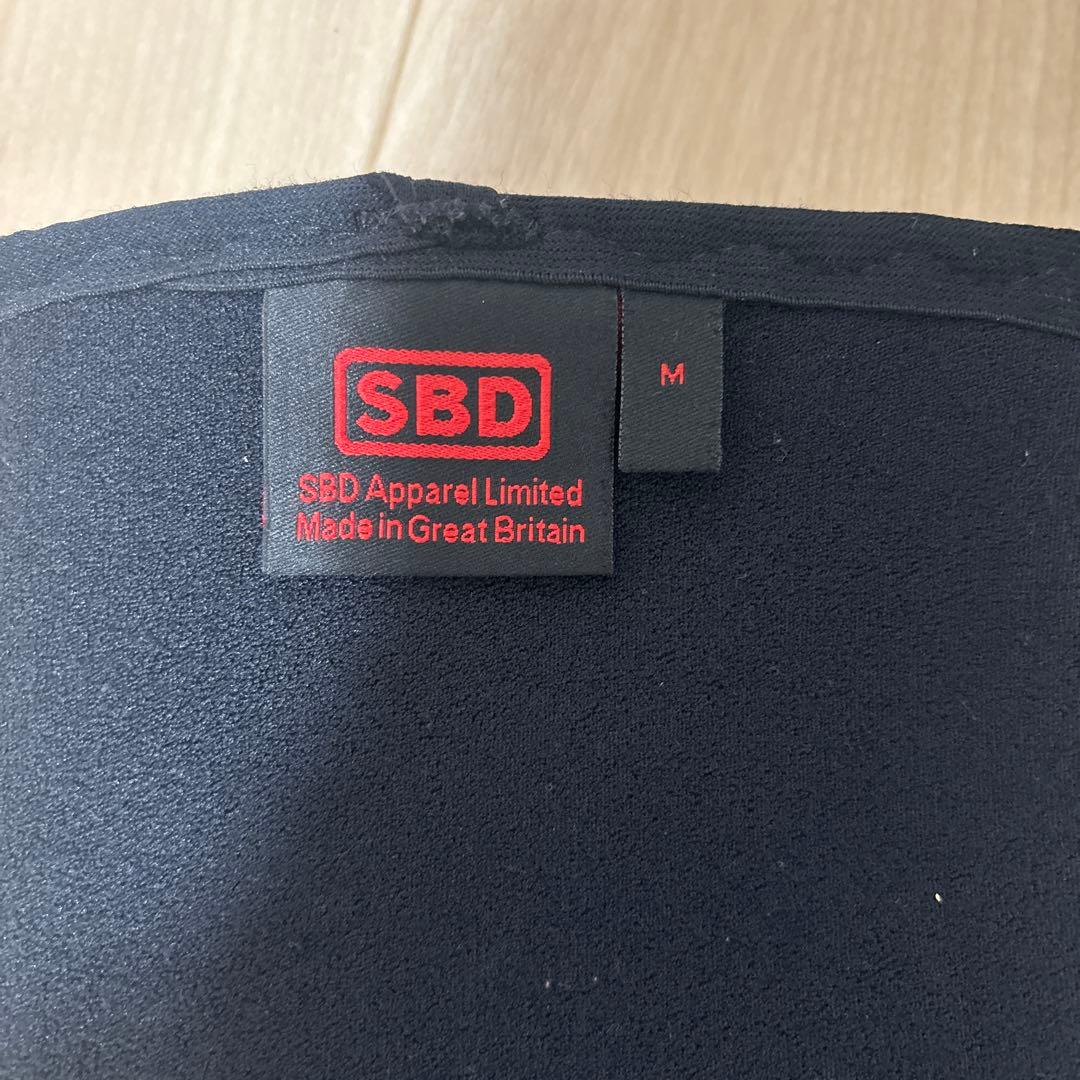 SBD
SBD Apparel Limited
Made in Great Britain
M